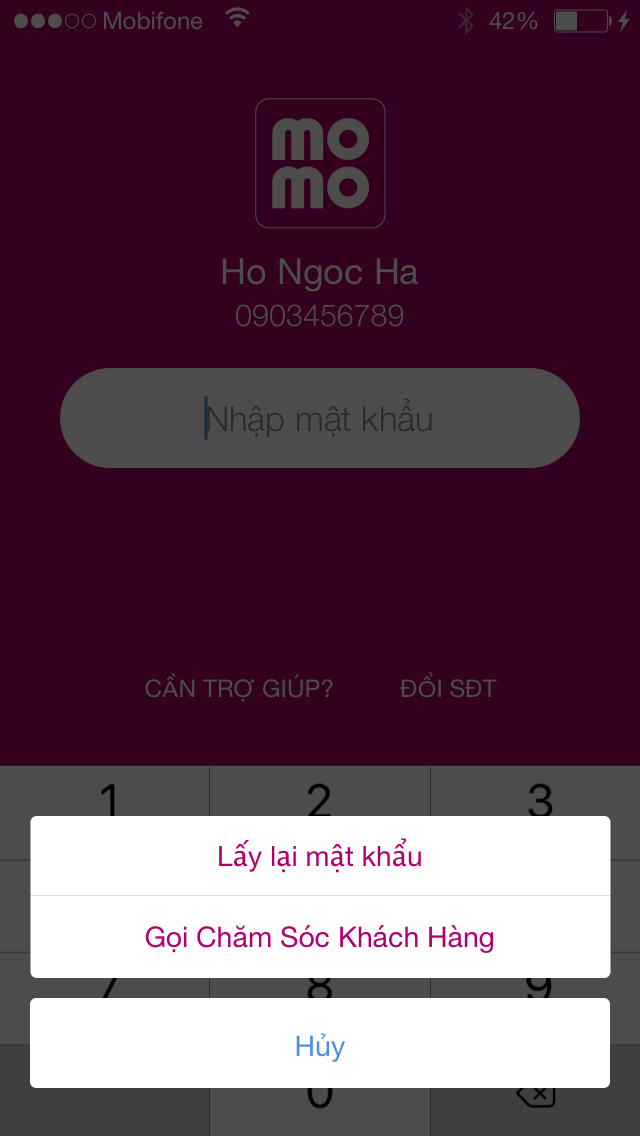 Mobifone 42%
mo
mo
Ho Ngoc Ha
0903456789
Nhập mật khẩu
CẦN TRỢ GIÚP? ĐỔI SĐT
1 2 3
Lấy lại mật khẩu
Gọi Chăm Sóc Khách Hàng
7 8 9
Hủy
0